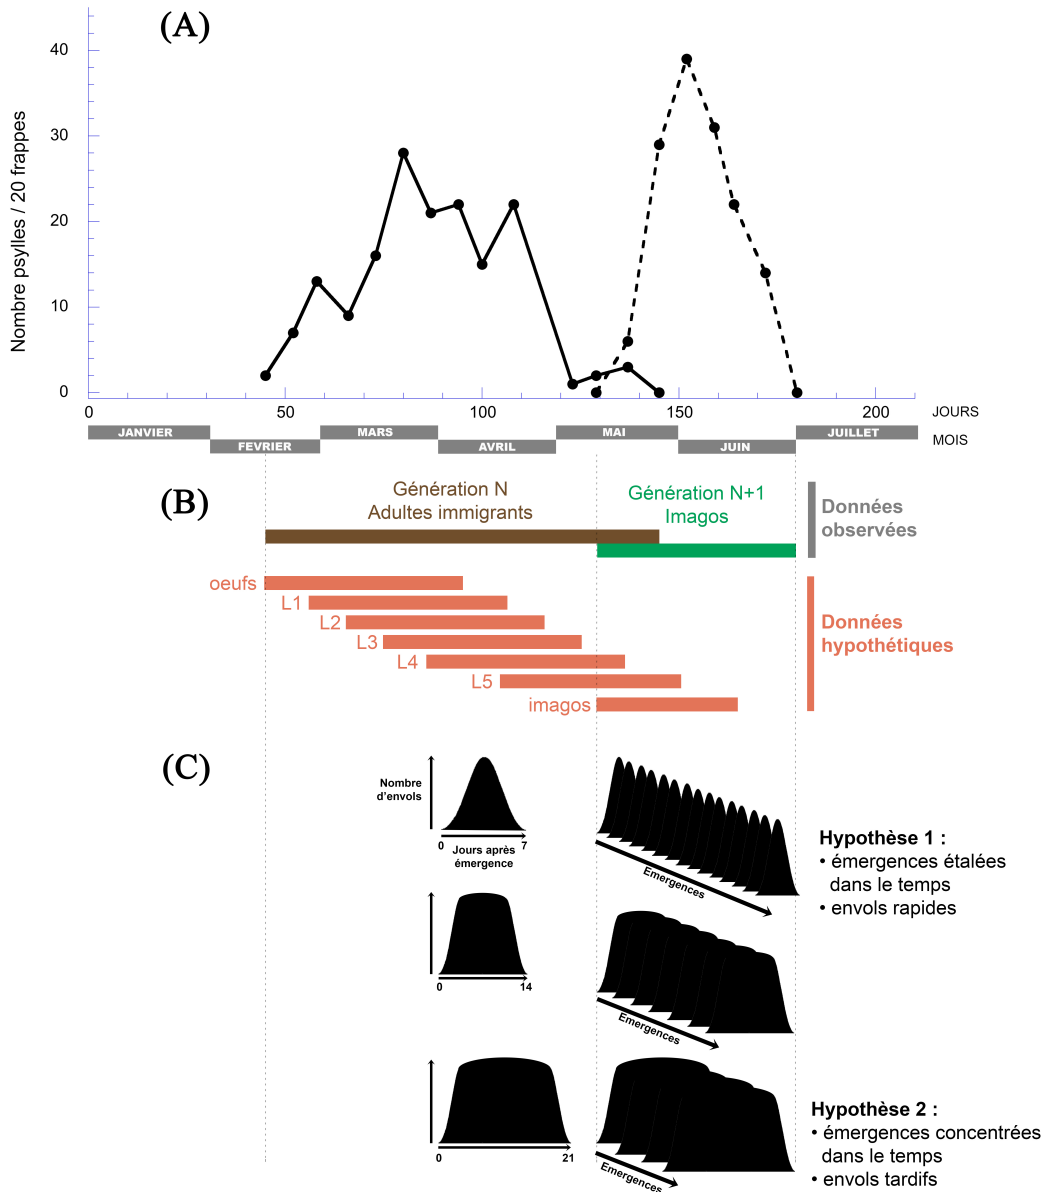 (A)
Nombre psylles / 20 frappes
40
30
20
10
0
0 50 100 150 200 JOURS
JANVIER MARS MAI JUILLET MOIS
FEVRIER AVRIL JUIN
(B)
Génération N
Adultes immigrants
Génération N+1
Imagos
Données
observées
oeufs
L1
L2
L3
L4
L5
imagos
Données
hypothétiques
(C)
Nombre
d'envols
0 7
Jours après
émergence
Emergences
Hypothèse 1 :
• émergences étalées
dans le temps
• envols rapides
0 14
Emergences
0 21
Emergences
Hypothèse 2 :
• émergences concentrées
dans le temps
• envols tardifs